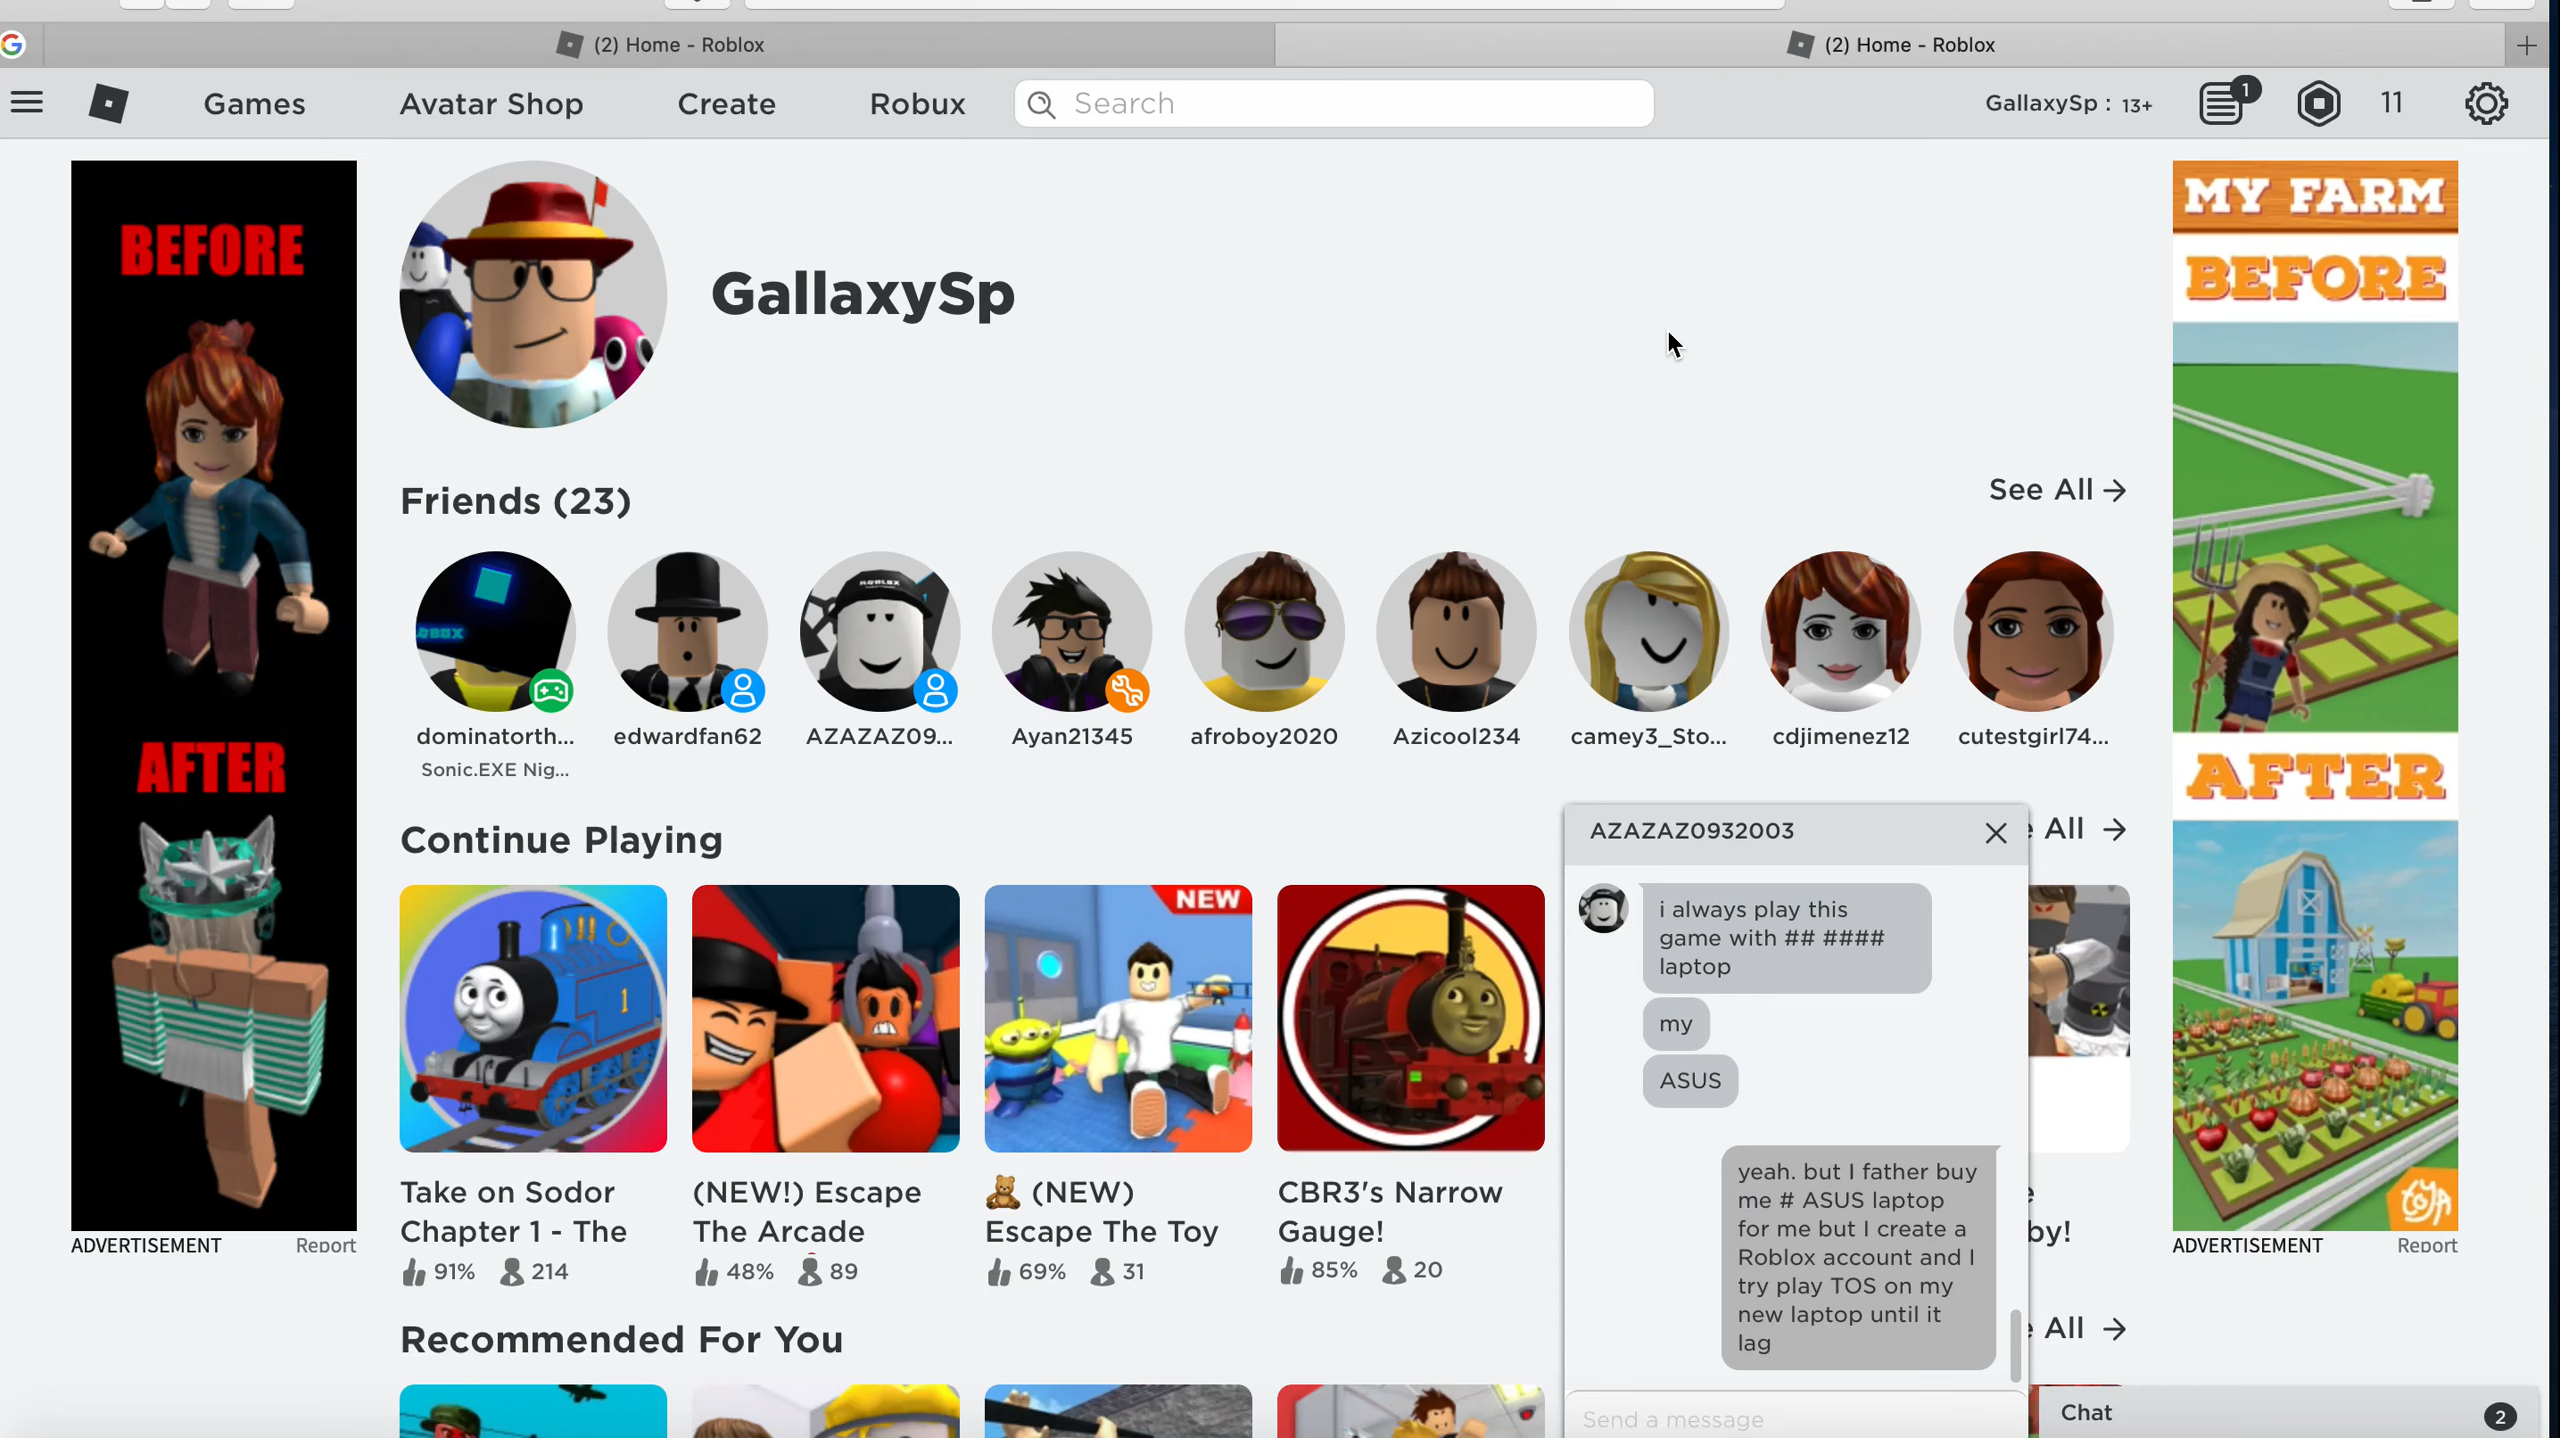 (2) Home - Roblox
(2) Home - Roblox
Games
Avatar Shop
Create
Robux
Search
GallaxySp : 13+
1
11
BEFORE
AFTER
ADVERTISEMENT
Report
GallaxySp
MY FARM
BEFORE
AFTER
ADVERTISEMENT
Report
Friends (23)
See All
ROBLOX
dominatorth...
Sonic.EXE Nig...
edwardfan62
AZAZAZ09...
Ayan21345
afroboy2020
Azicool234
camey3_Sto...
cdjimenez12
cutestgirl74...
Continue Playing
All
1
NEW
Take on Sodor
Chapter 1 - The
91%
214
(NEW!) Escape
The Arcade
48%
89
(NEW)
Escape The Toy
69%
31
CBR3's Narrow
Gauge!
85%
20
by!
AZAZAZ0932003
i always play this
game with ## ####
laptop
my
ASUS
yeah. but I father buy
me # ASUS laptop
for me but I create a
Roblox account and I
try play TOS on my
new laptop until it
lag
Send a message
Recommended For You
All
Chat
2